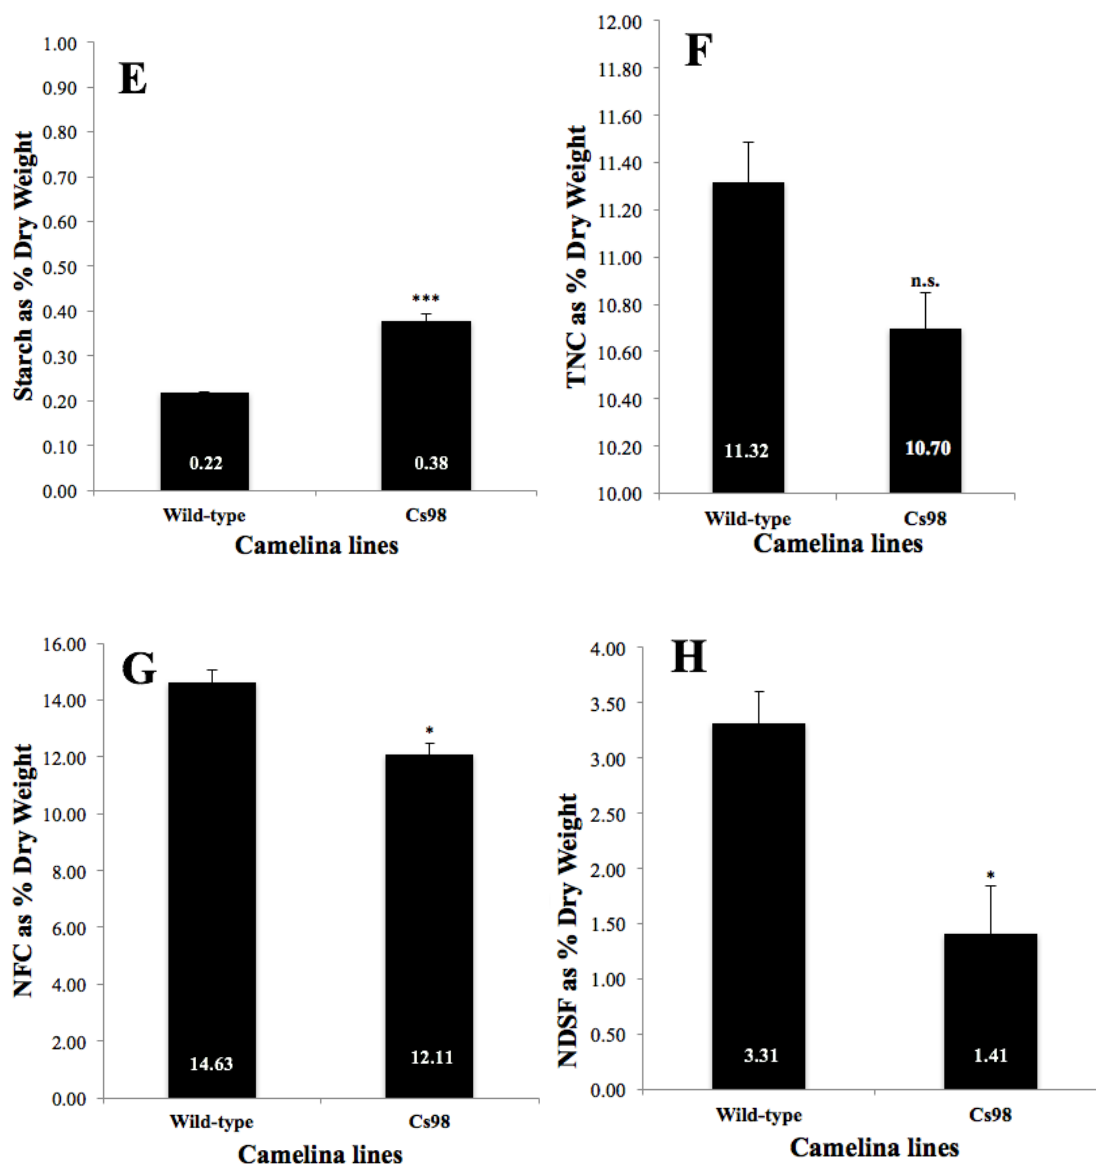 E
Starch as % Dry Weight
1.00
0.90
0.80
0.70
0.60
0.50
0.40
0.30
0.20
0.10
0.00
***
0.22
0.38
Wild-type
Cs98
Camelina lines
F
TNC as % Dry Weight
12.00
11.80
11.60
11.40
11.20
11.00
10.80
10.60
10.40
10.20
10.00
n.s.
11.32
10.70
Wild-type
Cs98
Camelina lines
G
NFC as % Dry Weight
16.00
14.00
12.00
10.00
8.00
6.00
4.00
2.00
0.00
*
14.63
12.11
Wild-type
Cs98
Camelina lines
H
NDSF as % Dry Weight
4.00
3.50
3.00
2.50
2.00
1.50
1.00
0.50
0.00
*
3.31
1.41
Wild-type
Cs98
Camelina lines